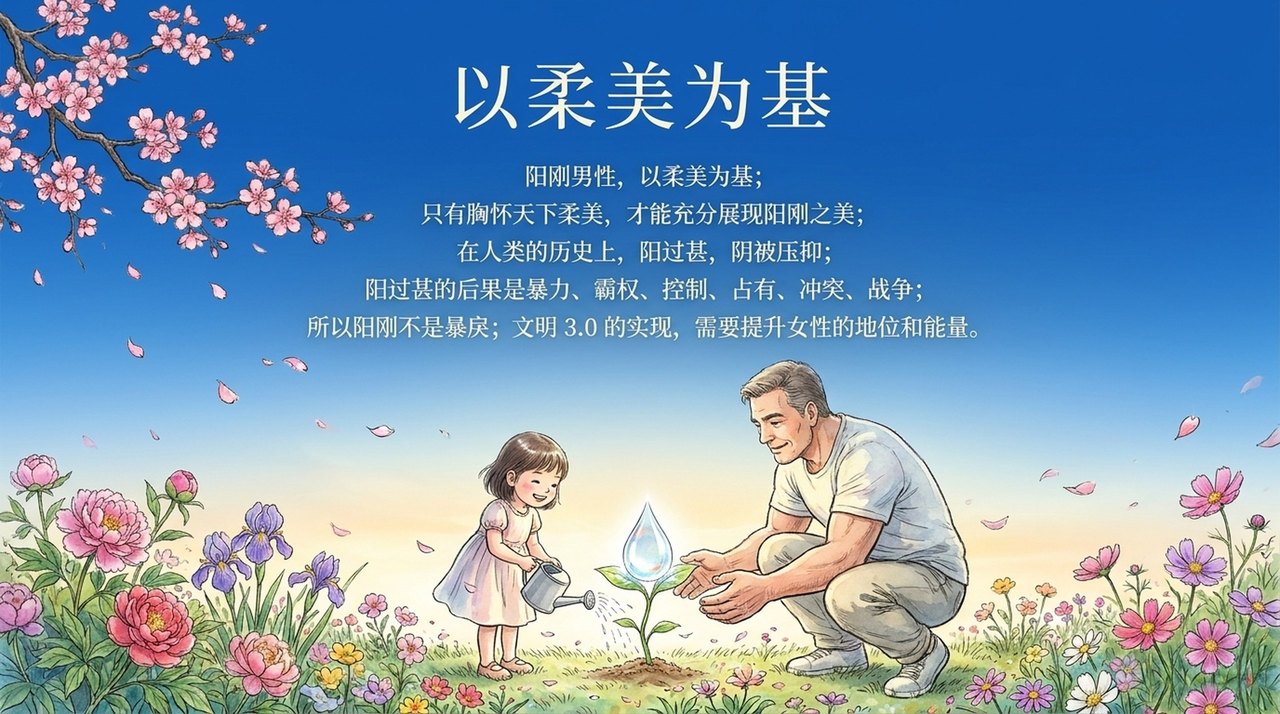 以柔美为基
阳刚男性，以柔美为基；
只有胸怀天下柔美，才能充分展现阳刚之美；
在人类的历史上，阳过甚，阴被压抑；
阳过甚的后果是暴力、霸权、控制、占有、冲突、战争；
所以阳刚不是暴戾；文明 3.0 的实现，需要提升女性的地位和能量。